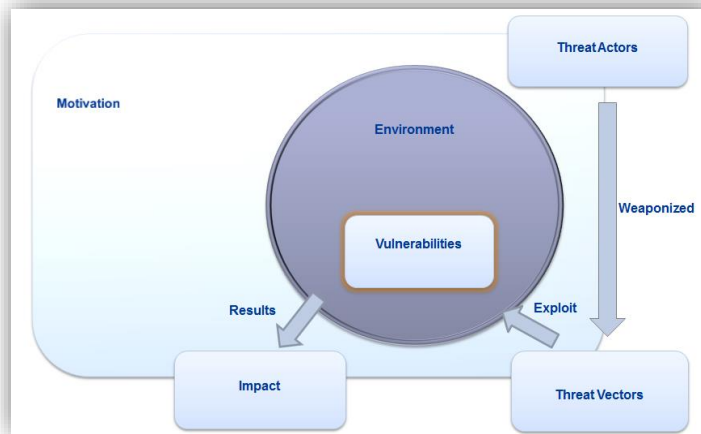 Threat Actors
Motivation
Environment
Weaponized
Vulnerabilities
Results
Exploit
Impact
Threat Vectors